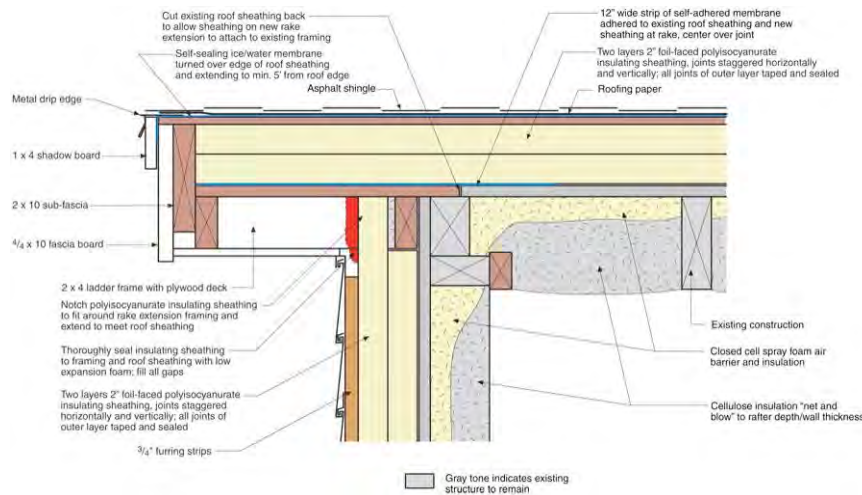 Cut existing roof sheathing back
to allow sheathing on new rake
extension to attach to existing framing
Self-sealing ice/water membrane
turned over edge of roof sheathing
and extending to min. 5' from roof edge
Asphalt shingle
12" wide strip of self-adhered membrane
adhered to existing roof sheathing and new
sheathing at rake, center over joint
Two layers 2" foil-faced polyisocyanurate
insulating sheathing, joints staggered horizontally
and vertically; all joints of outer layer taped and sealed
Roofing paper
Metal drip edge
1 x 4 shadow board
2 x 10 sub-fascia
4/4 x 10 fascia board
2 x 4 ladder frame with plywood deck
Notch polyisocyanurate insulating sheathing
to fit around rake extension framing and
extend to meet roof sheathing
Thoroughly seal insulating sheathing
to framing and roof sheathing with low
expansion foam; fill all gaps
Two layers 2" foil-faced polyisocyanurate
insulating sheathing, joints staggered
horizontally and vertically; all joints of
outer layer taped and sealed
3/4" furring strips
Existing construction
Closed cell spray foam air
barrier and insulation
Cellulose insulation "net and
blow" to rafter depth/wall thickness
Gray tone indicates existing
structure to remain